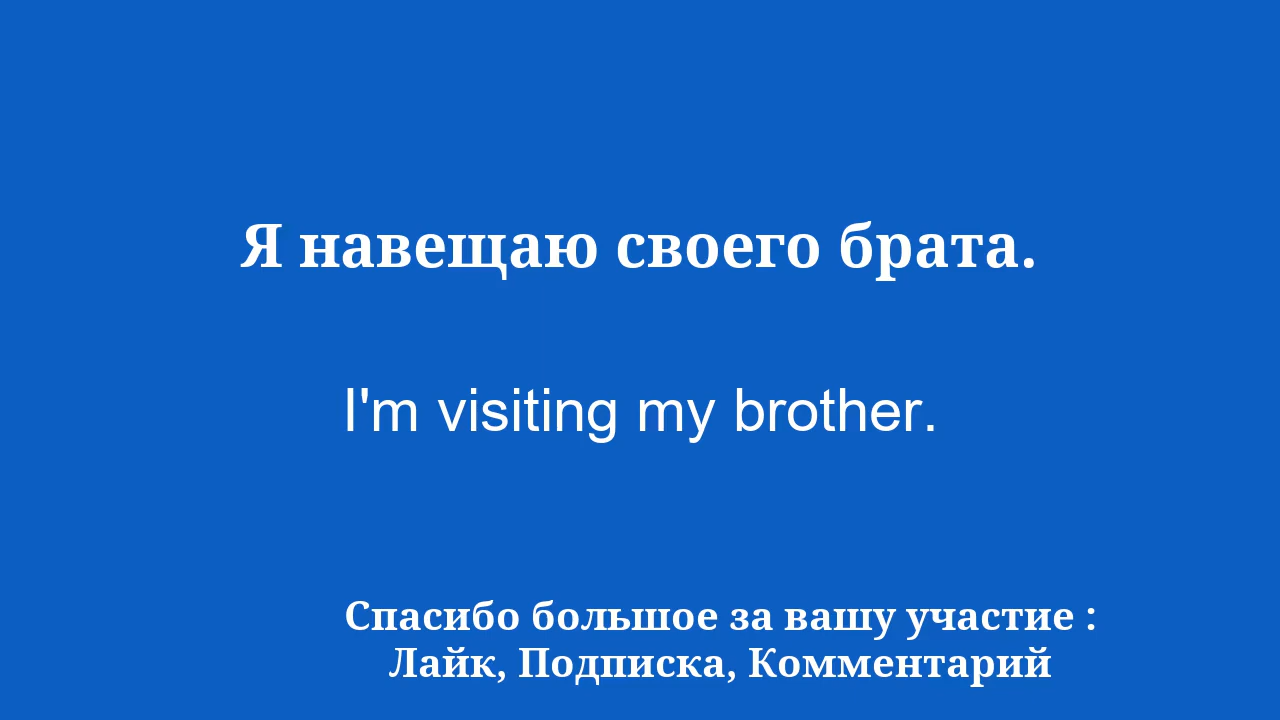 Я навещаю своего брата.
I'm visiting my brother.
Спасибо большое за вашу участие :
Лайк, Подписка, Комментарий